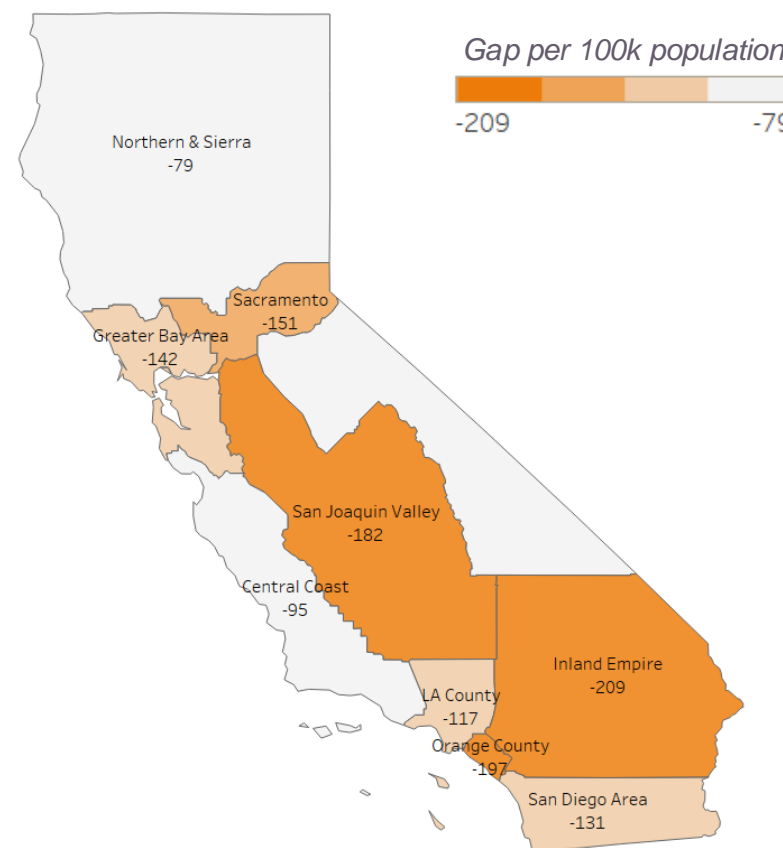 Gap per 100k population
-209
-79
Northern & Sierra
-79
Sacramento
-151
Greater Bay Area
-142
San Joaquin Valley
-182
Central Coast
-95
Inland Empire
-209
LA County
-117
Orange County
-197
San Diego Area
-131